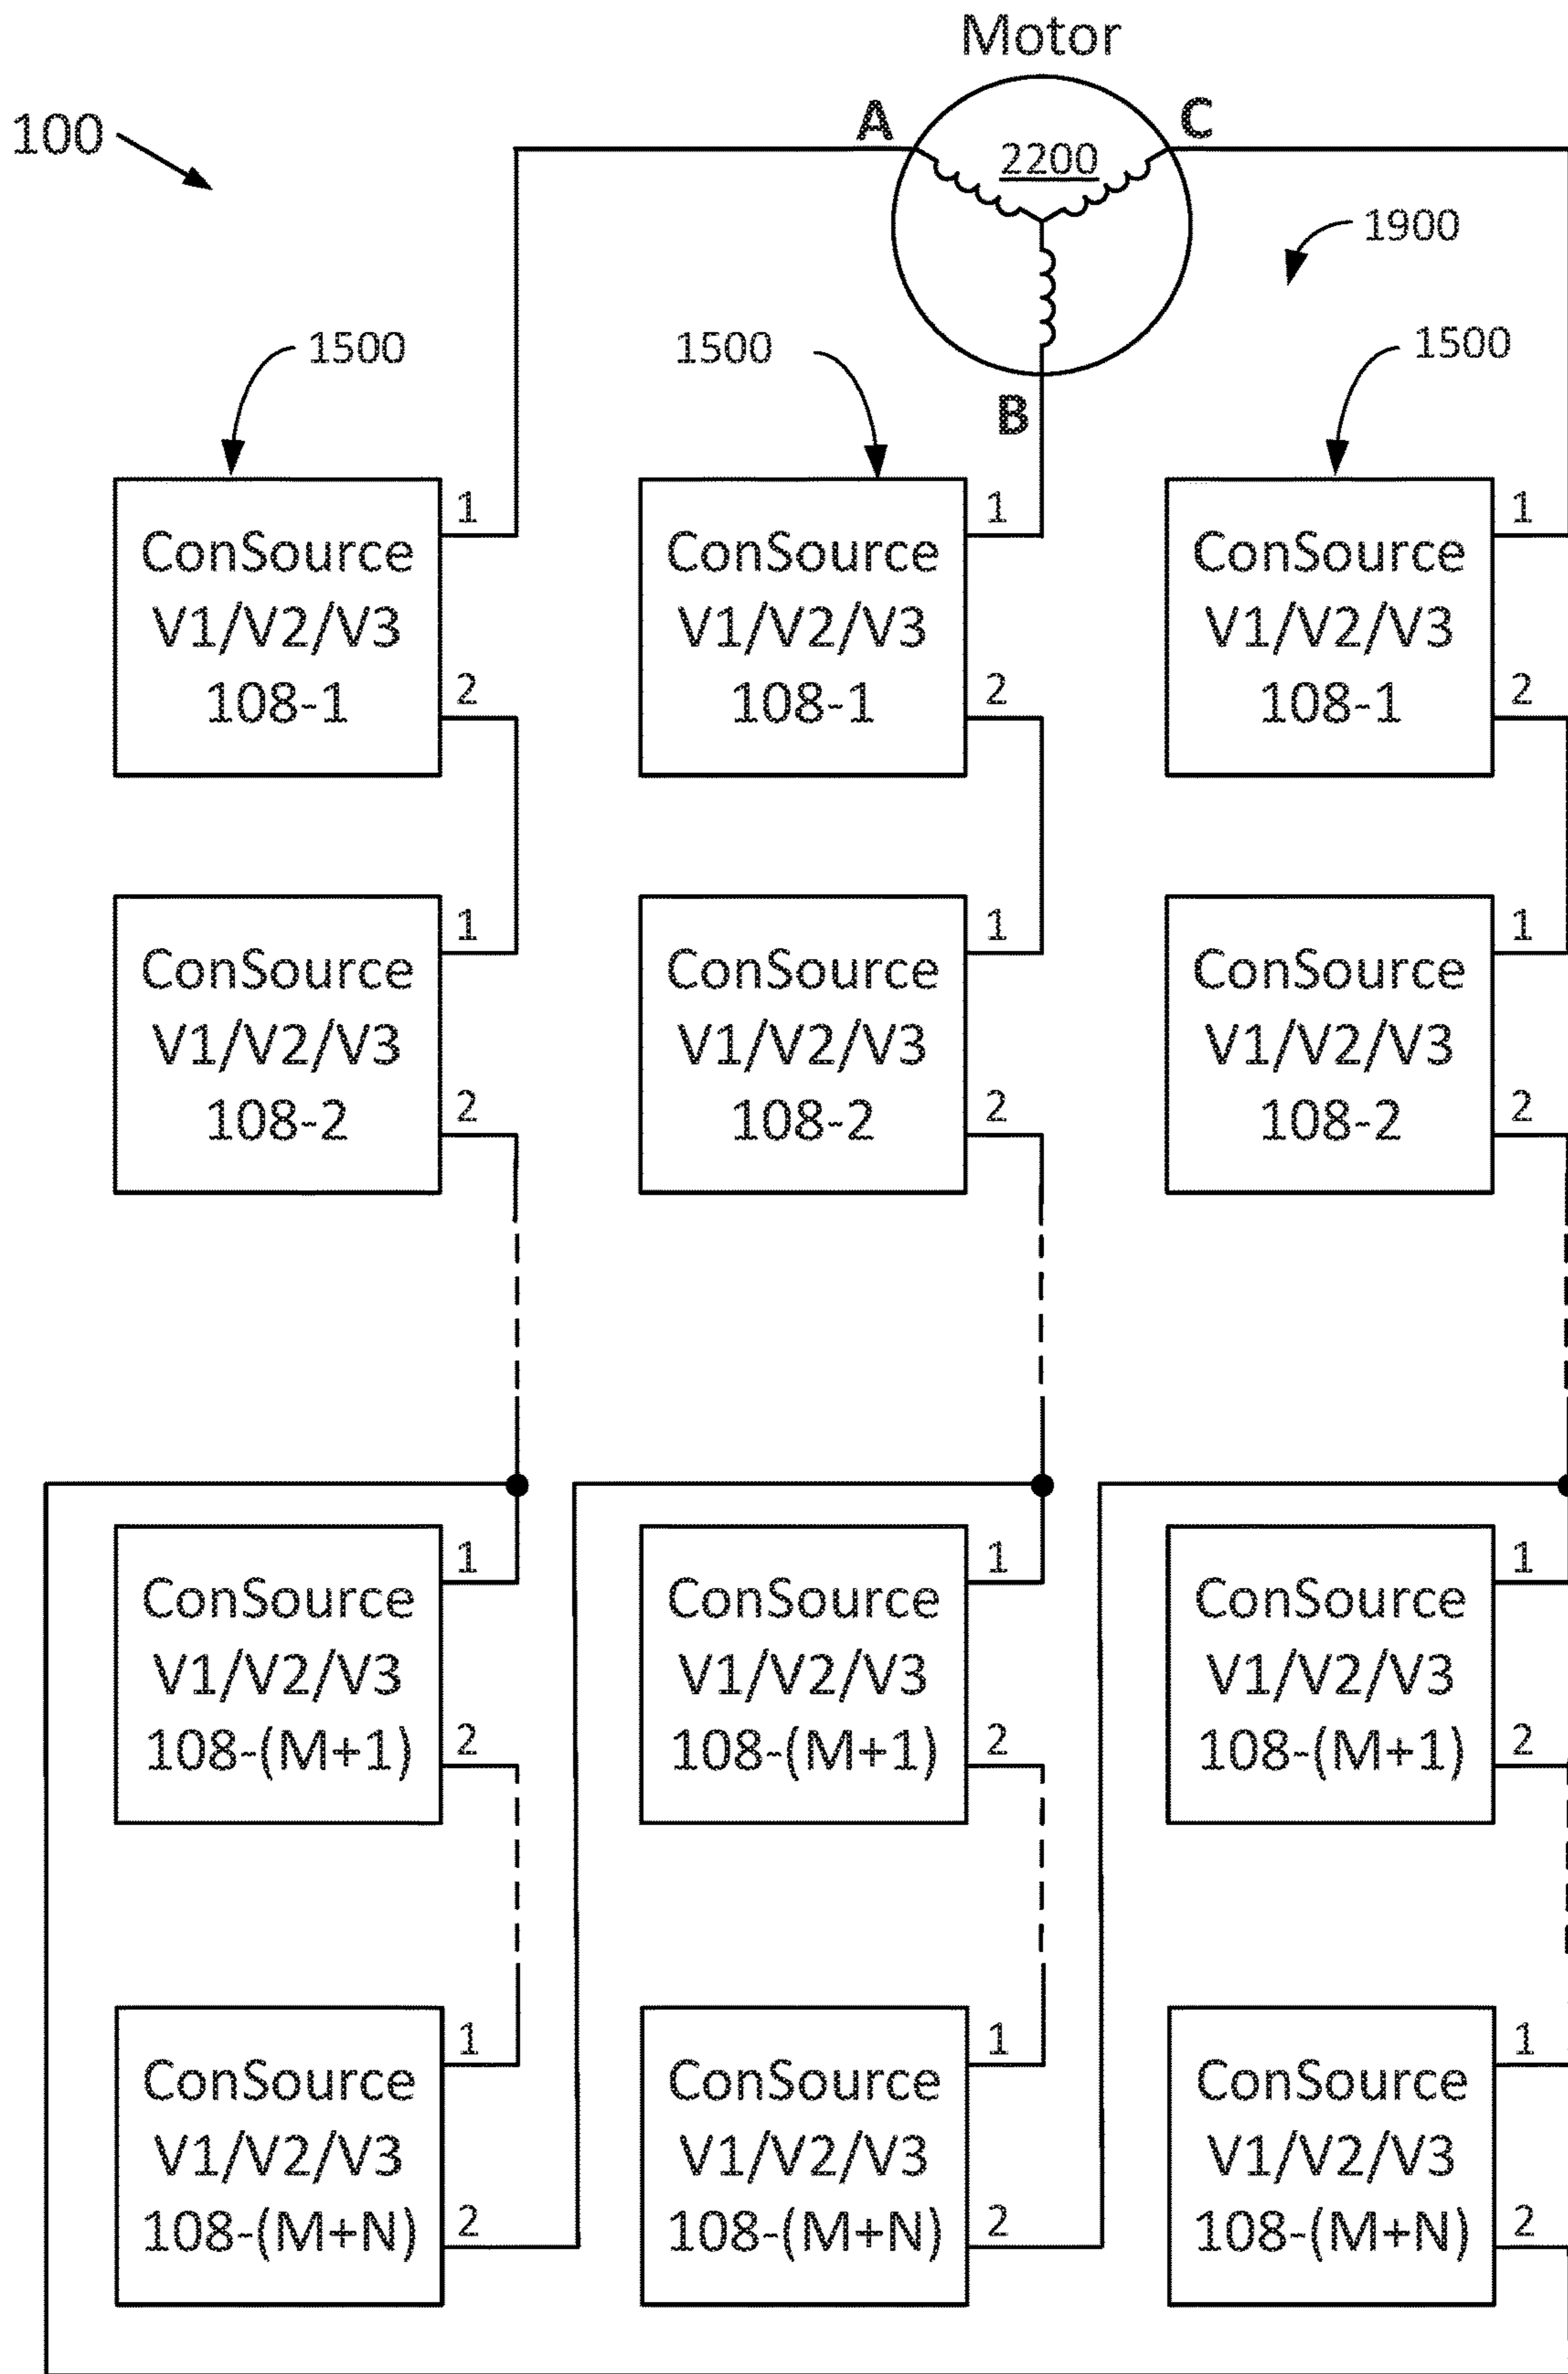 Motor
100
A
C
2200
1900
1500
1500
1500
B
1
1
1
ConSource
V1/V2/V3
108-1
ConSource
V1/V2/V3
108-1
ConSource
V1/V2/V3
108-1
2
2
2
1
1
1
ConSource
V1/V2/V3
108-2
ConSource
V1/V2/V3
108-2
ConSource
V1/V2/V3
108-2
2
2
2
1
1
1
ConSource
V1/V2/V3
108-(M+1)
ConSource
V1/V2/V3
108-(M+1)
ConSource
V1/V2/V3
108-(M+1)
2
2
2
1
1
1
ConSource
V1/V2/V3
108-(M+N)
ConSource
V1/V2/V3
108-(M+N)
ConSource
V1/V2/V3
108-(M+N)
2
2
2